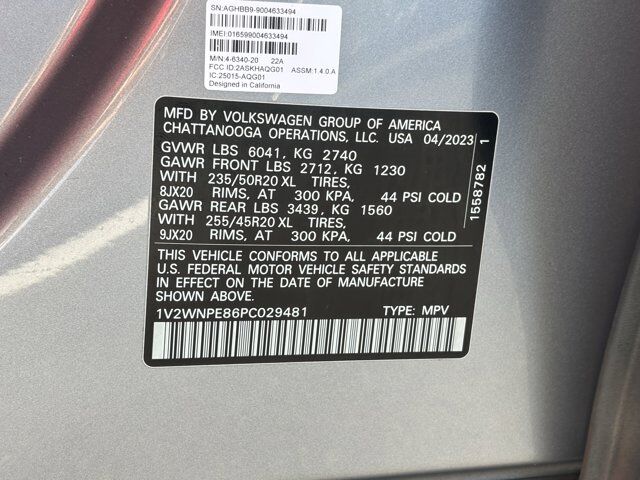 SN:AGHBB9-9004633494
IMEI:016599004633494
M/N:4-6340-20 22A
FCC ID:2ASKHAQG01 ASSM:1.4.0.A
IC:25015-AQG01
Designed in California
MFD BY VOLKSWAGEN GROUP OF AMERICA
CHATTANOOGA OPERATIONS, LLC. USA 04/2023
GVWR LBS 6041, KG 2740
GAWR FRONT LBS 2712, KG 1230
WITH 235/50R20 XL TIRES,
8JX20 RIMS, AT 300 KPA, 44 PSI COLD
GAWR REAR LBS 3439, KG 1560
WITH 255/45R20 XL TIRES,
9JX20 RIMS, AT 300 KPA, 44 PSI COLD
THIS VEHICLE CONFORMS TO ALL APPLICABLE
U.S. FEDERAL MOTOR VEHICLE SAFETY STANDARDS
IN EFFECT ON THE DATE OF MANUFACTURE
SHOWN ABOVE.
1V2WNPE86PC029481 TYPE: MPV
1558782 1